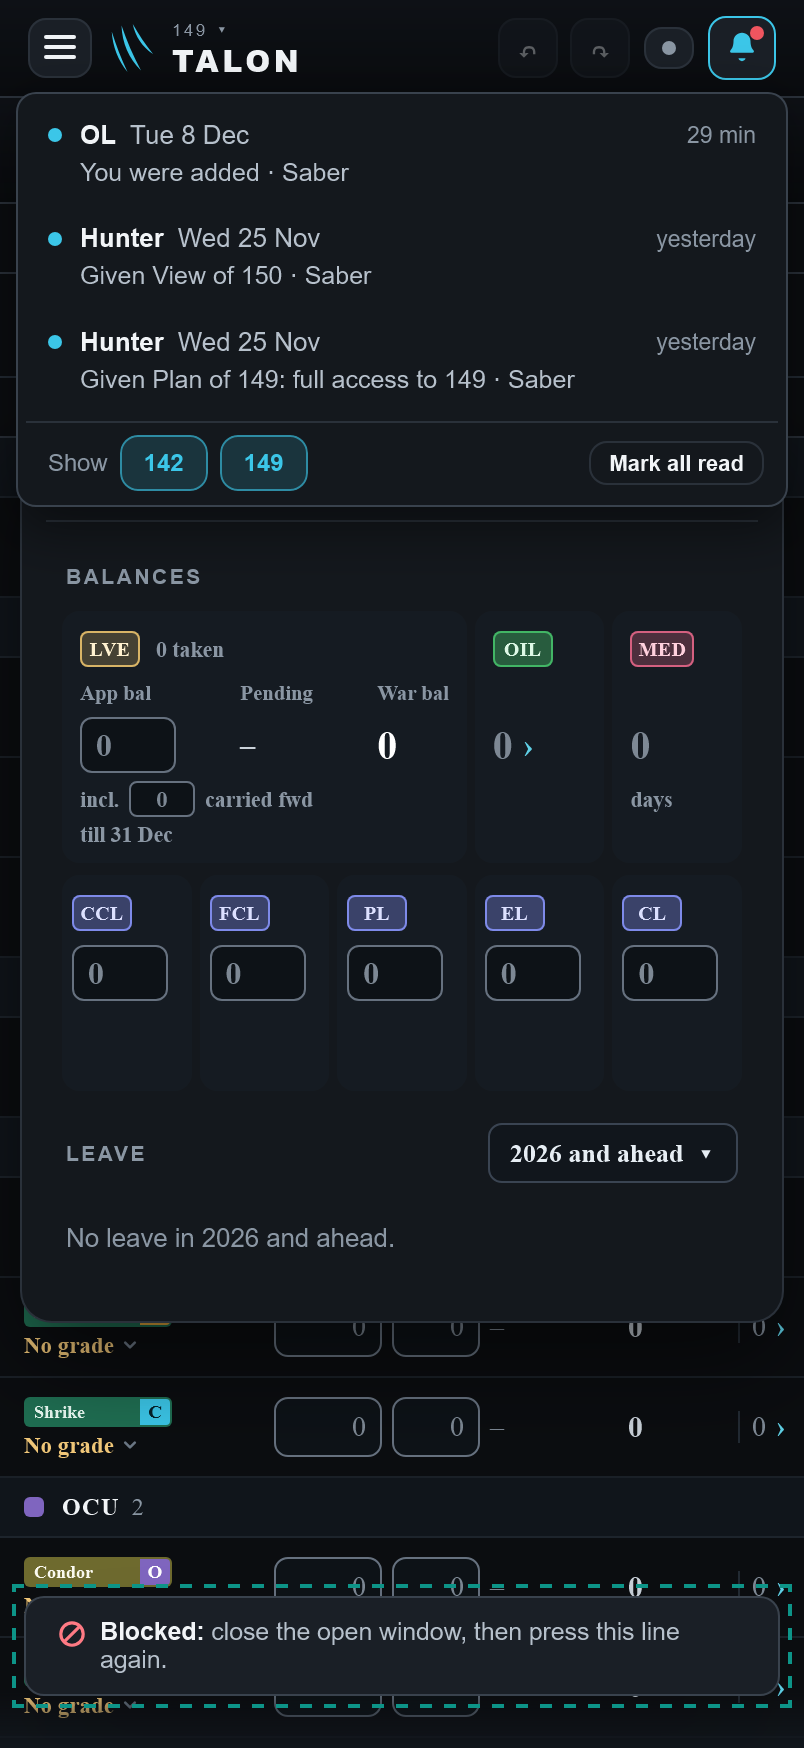 149 ▾
TALON
OL Tue 8 Dec 29 min
You were added · Saber
Hunter Wed 25 Nov yesterday
Given View of 150 · Saber
Hunter Wed 25 Nov yesterday
Given Plan of 149: full access to 149 · Saber
Show 142 149 Mark all read
BALANCES
LVE 0 taken OIL MED
App bal Pending War bal
0 – 0 0 › 0
incl. 0 carried fwd days
till 31 Dec
CCL FCL PL EL CL
0 0 0 0 0
LEAVE 2026 and ahead ▾
No leave in 2026 and ahead.
0 0 – 0 0 ›
No grade
Shrike C 0 0 – 0 0 ›
No grade
OCU 2
Condor O 0 0 – 0 0 ›
Blocked: close the open window, then press this line
again.
No grade